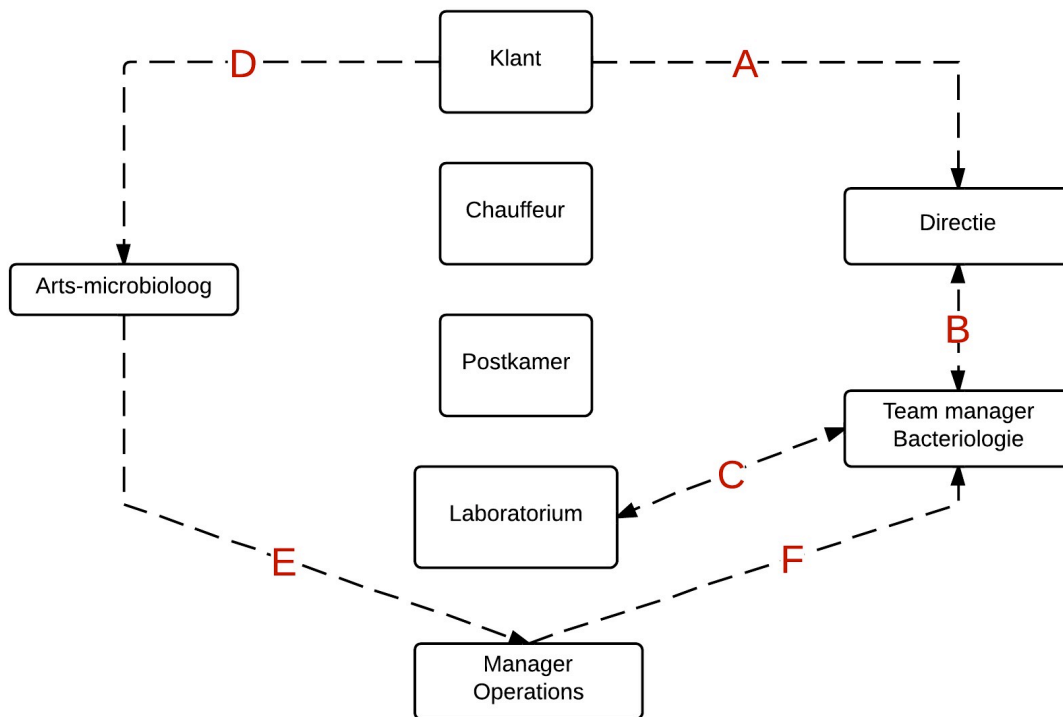 Klant
D
A
Chauffeur
Directie
Arts-microbioloog
B
Postkamer
Team manager
Bacteriologie
C
Laboratorium
E
F
Manager
Operations